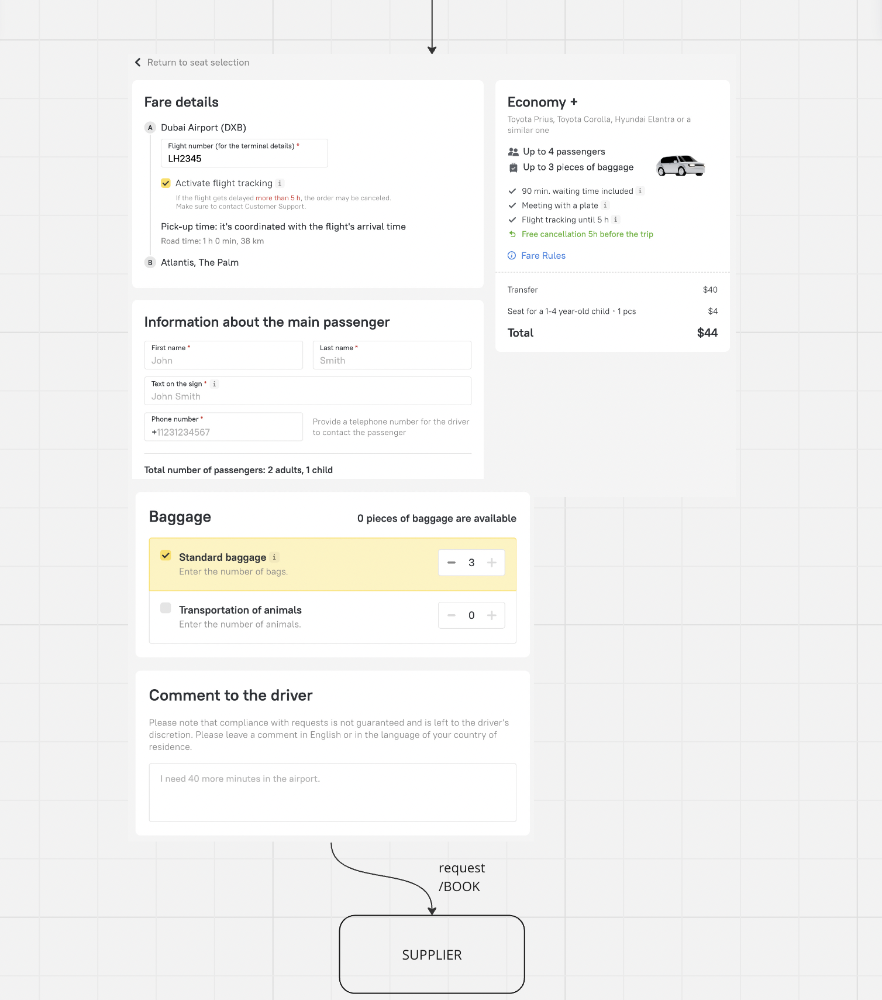 Return to seat selection
Fare details
A Dubai Airport (DXB)
Flight number (for the terminal details) *
LH2345
Activate flight tracking i
If the flight gets delayed more than 5 h, the order may be canceled.
Make sure to contact Customer Support.
Pick-up time: it's coordinated with the flight's arrival time
Road time: 1 h 0 min, 38 km
B Atlantis, The Palm
Economy +
Toyota Prius, Toyota Corolla, Hyundai Elantra or a
similar one
Up to 4 passengers
Up to 3 pieces of baggage
90 min. waiting time included i
Meeting with a plate i
Flight tracking until 5 h i
Free cancellation 5h before the trip
i Fare Rules
Transfer $40
Seat for a 1-4 year-old child · 1 pcs $4
Total $44
Information about the main passenger
First name * Last name *
John Smith
Text on the sign * i
John Smith
Phone number *
+11231234567
Provide a telephone number for the driver
to contact the passenger
Total number of passengers: 2 adults, 1 child
Baggage 0 pieces of baggage are available
Standard baggage i
Enter the number of bags.
− 3 +
Transportation of animals
Enter the number of animals.
− 0 +
Comment to the driver
Please note that compliance with requests is not guaranteed and is left to the driver's
discretion. Please leave a comment in English or in the language of your country of
residence.
I need 40 more minutes in the airport.
request
/BOOK
SUPPLIER